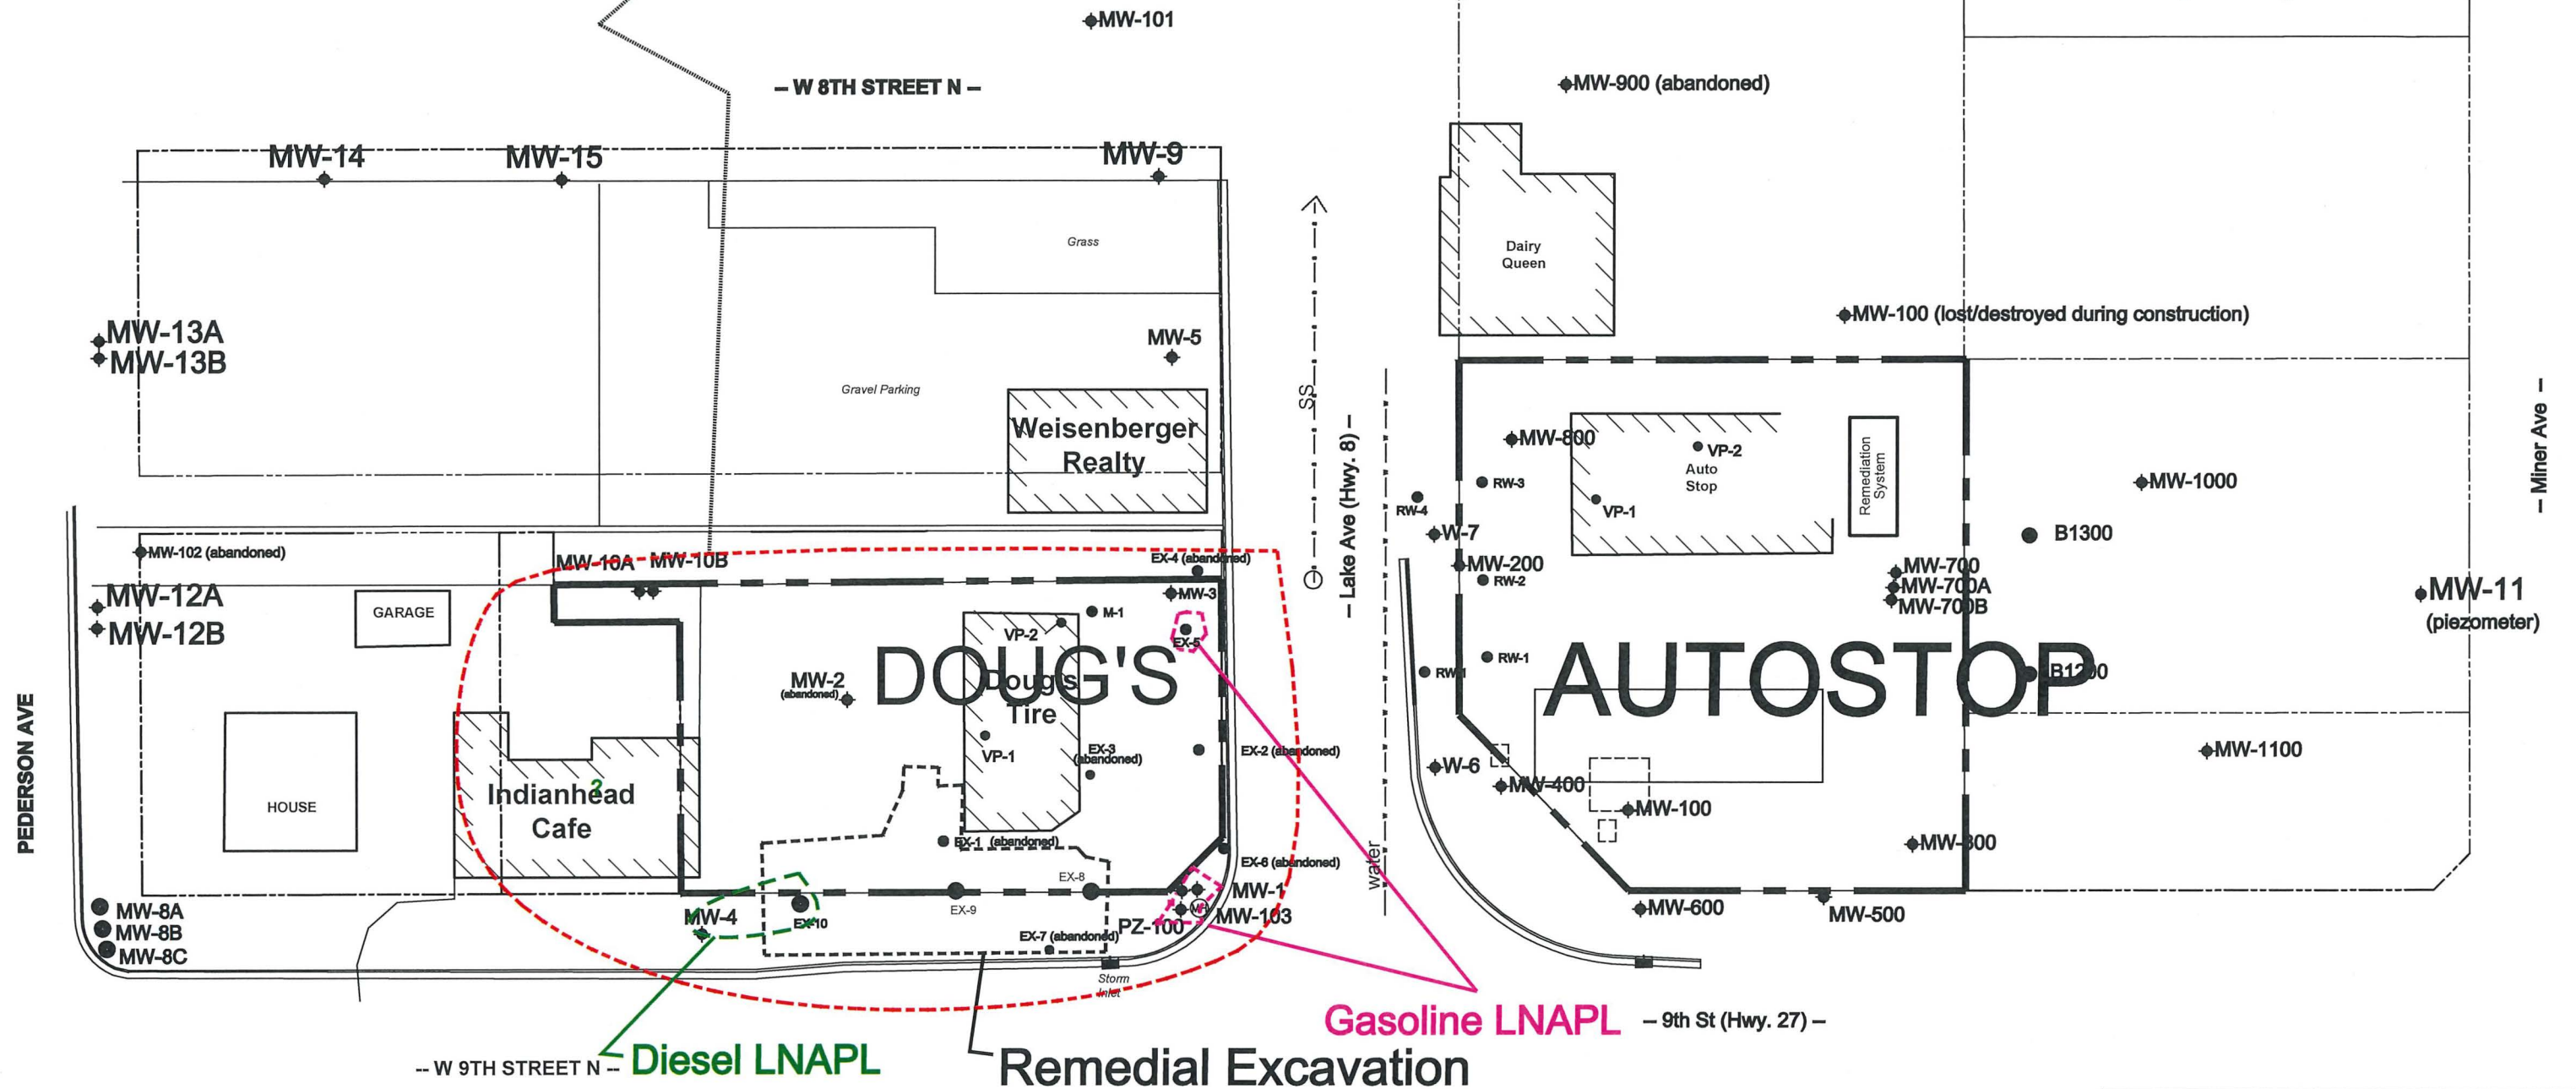 MW-101
– W 8TH STREET N –
MW-900 (abandoned)
MW-14
MW-15
MW-9
Grass
Dairy
Queen
MW-13A
MW-13B
MW-5
MW-100 (lost/destroyed during construction)
Gravel Parking
Weisenberger
Realty
SS
– Lake Ave (Hwy. 8) –
– Miner Ave –
MW-800
VP-2
Auto
Stop
VP-1
Remediation
System
RW-3
RW-4
W-7
MW-200
RW-2
MW-1000
B1300
MW-700
MW-700A
MW-700B
MW-11
(piezometer)
MW-102 (abandoned)
MW-10A
MW-10B
EX-4 (abandoned)
MW-12A
MW-12B
GARAGE
MW-3
M-1
VP-2
EX-5
MW-2
(abandoned)
DOUG'S
Doug's
Tire
VP-1
EX-3
(abandoned)
EX-2 (abandoned)
RW-1
AUTOSTOP
B1200
PEDERSON AVE
HOUSE
Indianhead
Cafe
?
W-6
MW-400
MW-100
MW-1100
EX-1 (abandoned)
EX-6 (abandoned)
water
EX-8
EX-9
EX-10
MW-1
MW-103
PZ-100
MW-4
EX-7 (abandoned)
MW-8A
MW-8B
MW-8C
MW-600
MW-500
Storm
Inlet
Gasoline LNAPL
– 9th St (Hwy. 27) –
-- W 9TH STREET N --
Diesel LNAPL
Remedial Excavation